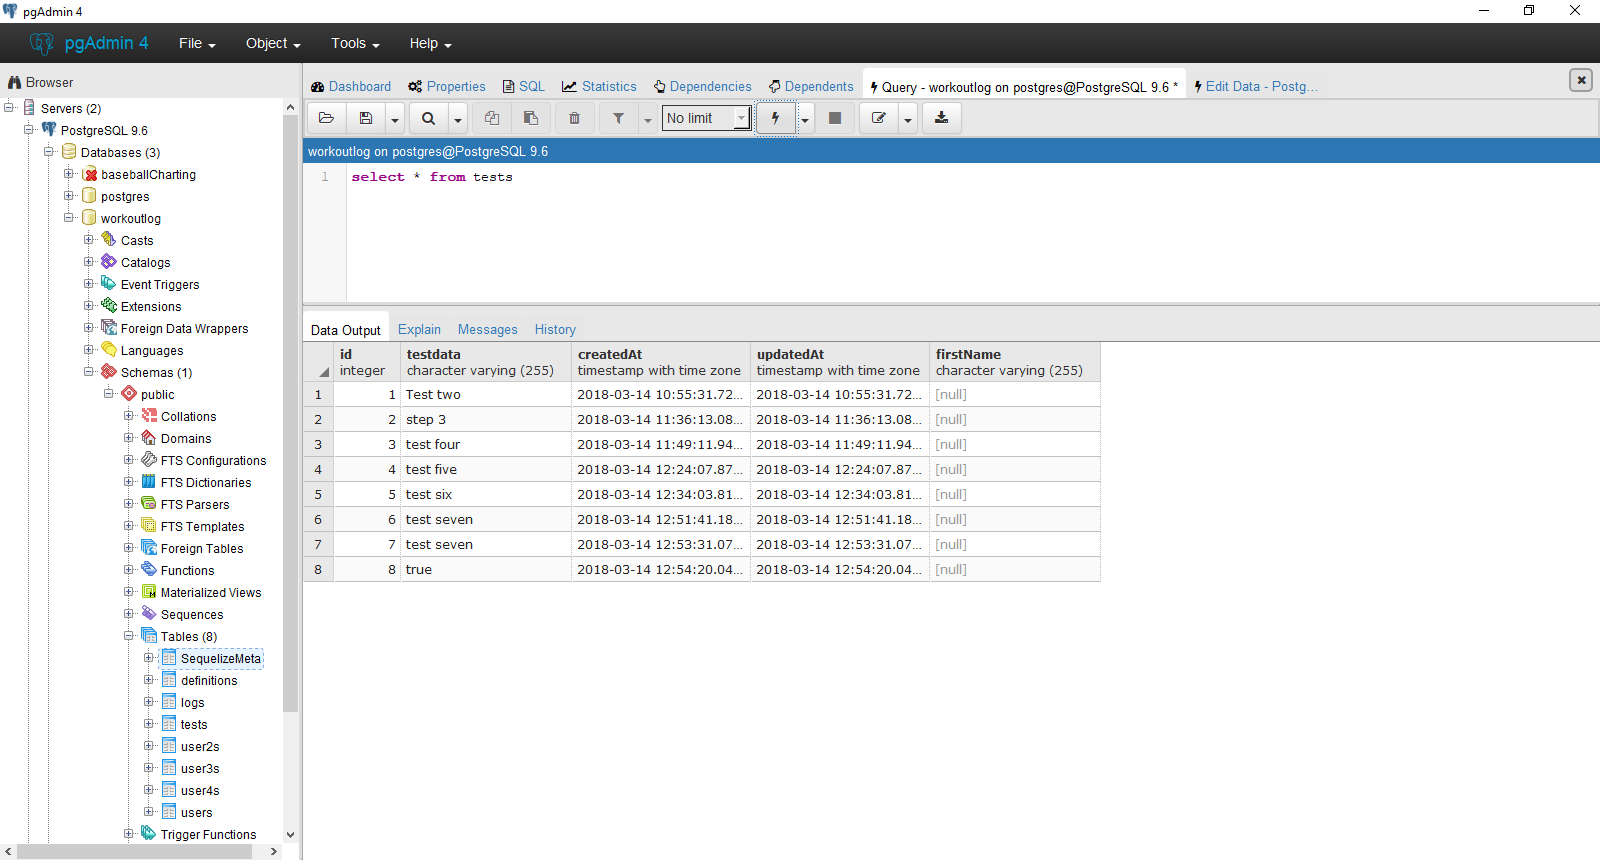 pgAdmin 4
pgAdmin 4 File Object Tools Help
Browser
Servers (2)
PostgreSQL 9.6
Databases (3)
baseballCharting
postgres
workoutlog
Casts
Catalogs
Event Triggers
Extensions
Foreign Data Wrappers
Languages
Schemas (1)
public
Collations
Domains
FTS Configurations
FTS Dictionaries
FTS Parsers
FTS Templates
Foreign Tables
Functions
Materialized Views
Sequences
Tables (8)
SequelizeMeta
definitions
logs
tests
user2s
user3s
user4s
users
Trigger Functions
Dashboard Properties SQL Statistics Dependencies Dependents Query - workoutlog on postgres@PostgreSQL 9.6 * Edit Data - Postg...
No limit
workoutlog on postgres@PostgreSQL 9.6
1 select * from tests
Data Output Explain Messages History
id testdata createdAt updatedAt firstName
integer character varying (255) timestamp with time zone timestamp with time zone character varying (255)
1 1 Test two 2018-03-14 10:55:31.72... 2018-03-14 10:55:31.72... [null]
2 2 step 3 2018-03-14 11:36:13.08... 2018-03-14 11:36:13.08... [null]
3 3 test four 2018-03-14 11:49:11.94... 2018-03-14 11:49:11.94... [null]
4 4 test five 2018-03-14 12:24:07.87... 2018-03-14 12:24:07.87... [null]
5 5 test six 2018-03-14 12:34:03.81... 2018-03-14 12:34:03.81... [null]
6 6 test seven 2018-03-14 12:51:41.18... 2018-03-14 12:51:41.18... [null]
7 7 test seven 2018-03-14 12:53:31.07... 2018-03-14 12:53:31.07... [null]
8 8 true 2018-03-14 12:54:20.04... 2018-03-14 12:54:20.04... [null]